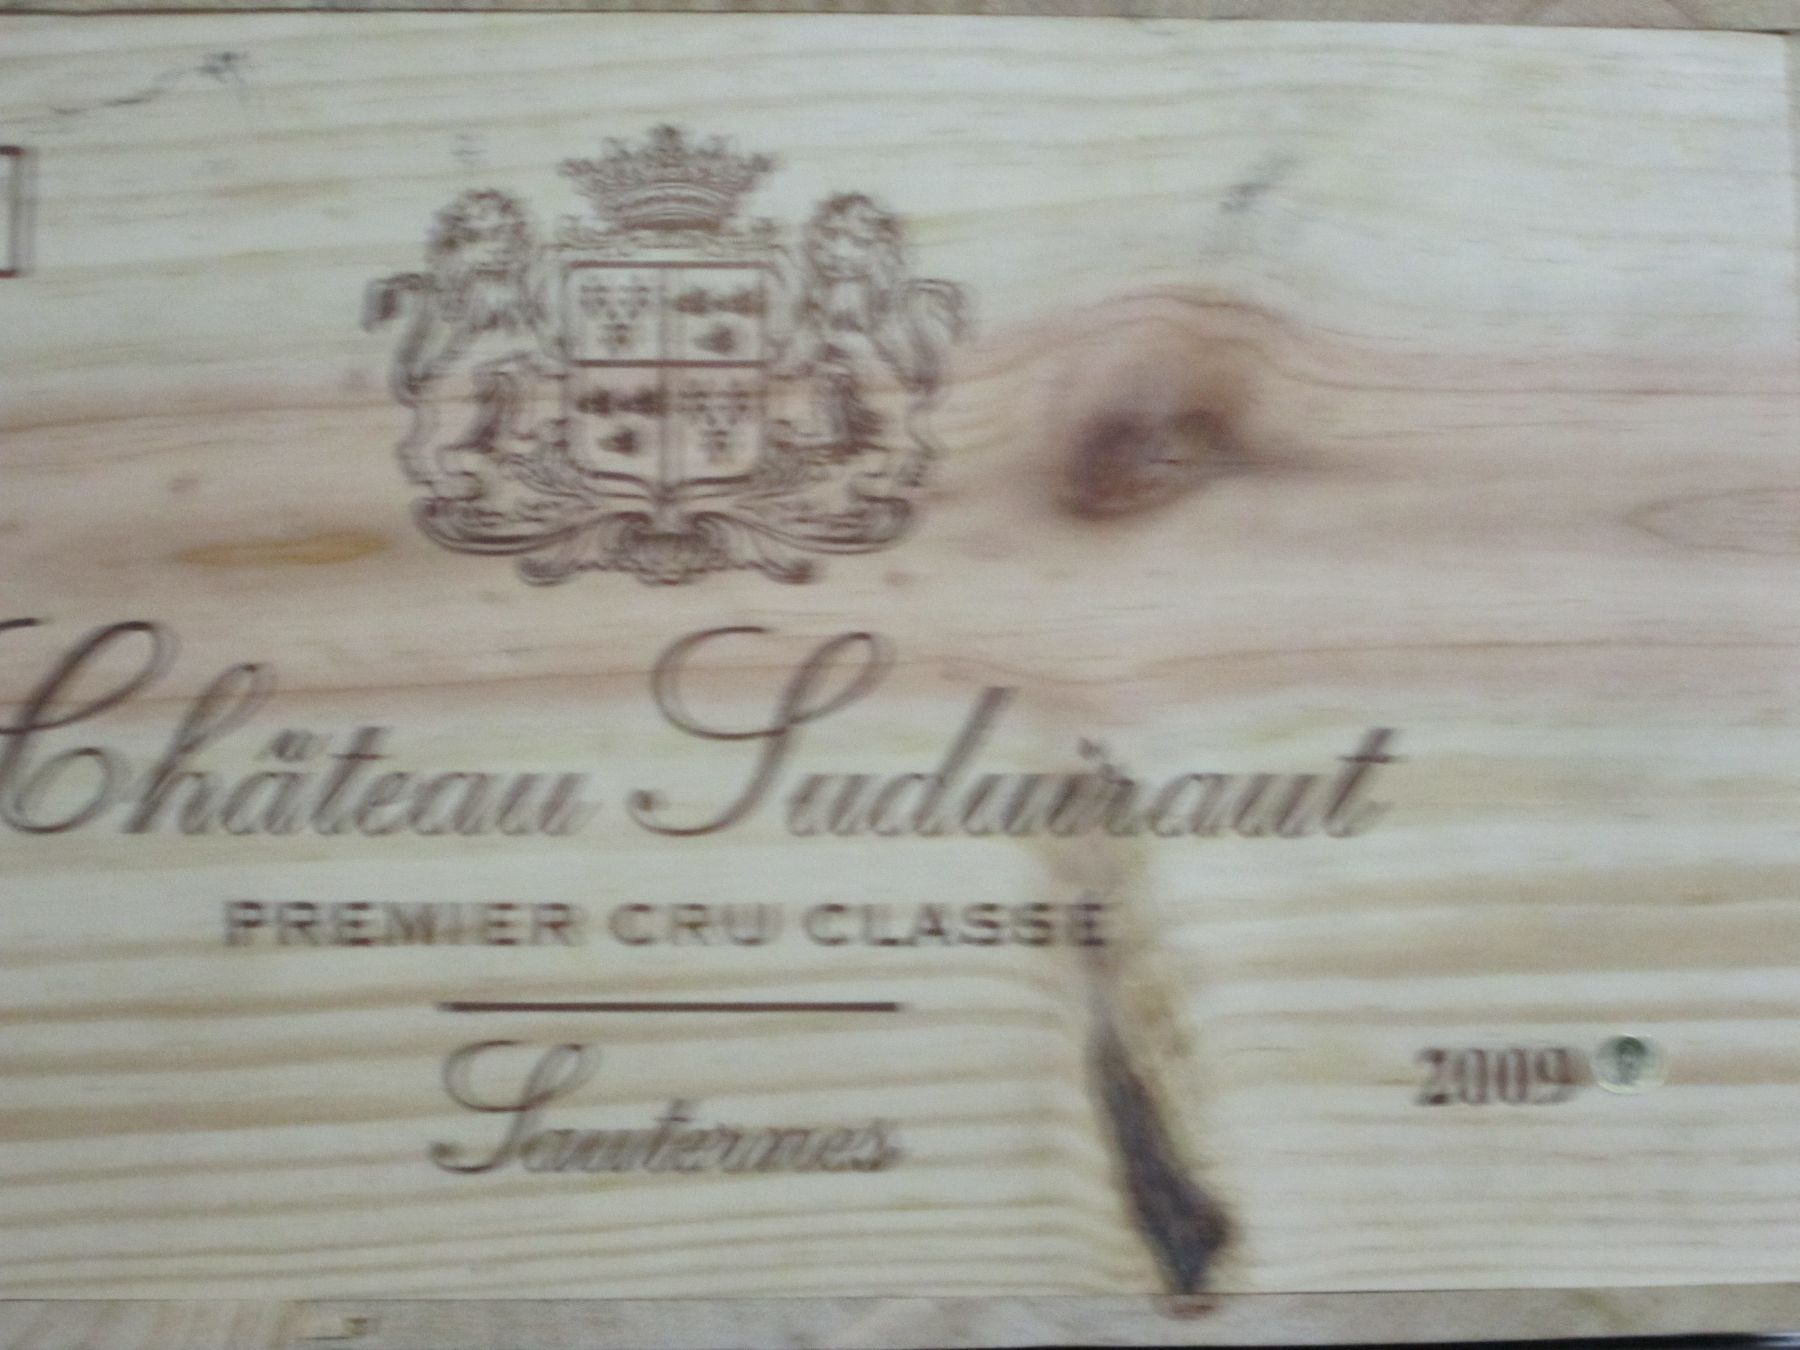 Château Suduiraut
PREMIER CRU CLASSÉ
Sauternes
2009